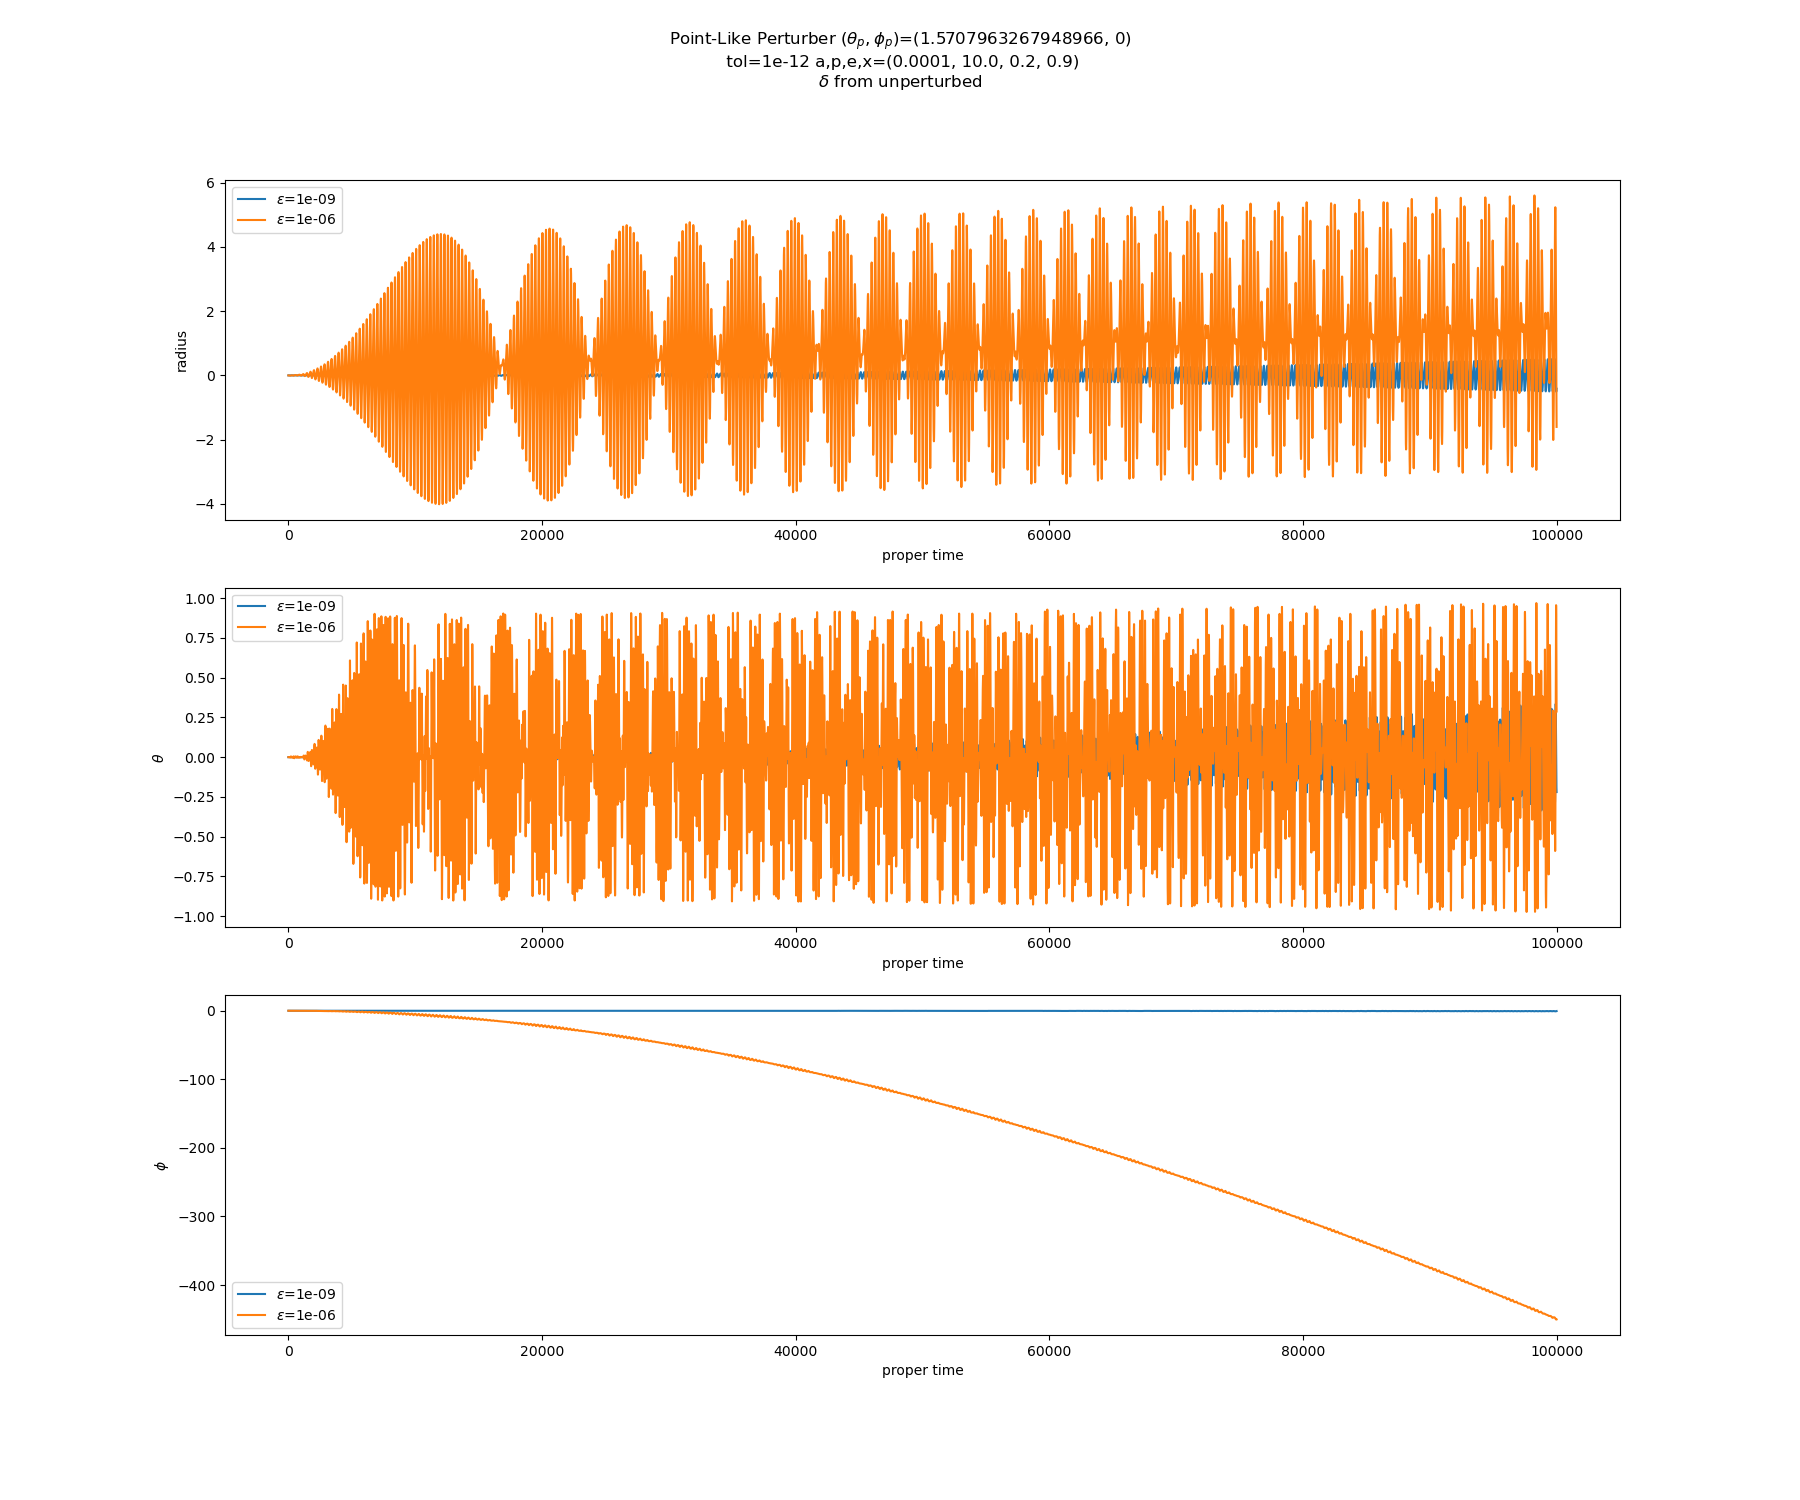 Point-Like Perturber (θp, ϕp)=(1.5707963267948966, 0)
tol=1e-12 a,p,e,x=(0.0001, 10.0, 0.2, 0.9)
δ from unperturbed
ε=1e-09
ε=1e-06
6
4
2
0
−2
−4
radius
0
20000
40000
60000
80000
100000
proper time
ε=1e-09
ε=1e-06
1.00
0.75
0.50
0.25
0.00
−0.25
−0.50
−0.75
−1.00
θ
0
20000
40000
60000
80000
100000
proper time
0
−100
−200
−300
−400
ϕ
ε=1e-09
ε=1e-06
0
20000
40000
60000
80000
100000
proper time